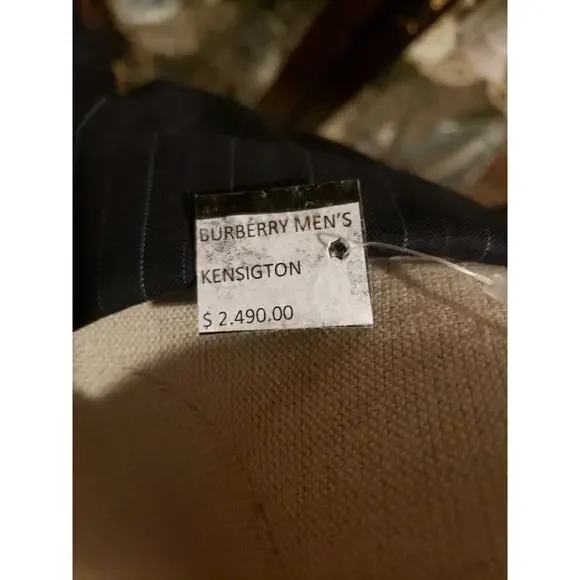 BURBERRY MEN'S
KENSIGTON
$ 2.490.00